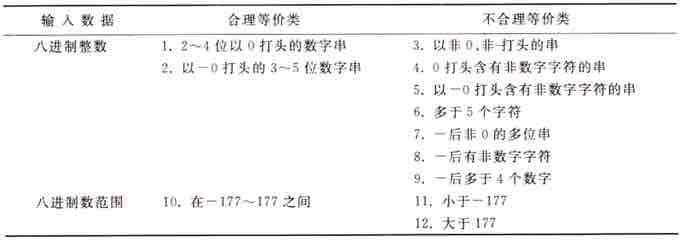 输入数据 合理等价类 不合理等价类
八进制整数 1. 2～4位以0打头的数字串 3. 以非0、非-打头的串
2. 以-0打头的3～5位数字串 4. 0打头含有非数字字符的串
5. 以-0打头含有非数字字符的串
6. 多于5个字符
7. -后非0的多位串
8. -后有非数字字符
9. -后多于4个数字
八进制数范围 10. 在-177～177之间 11. 小于-177
12. 大于177